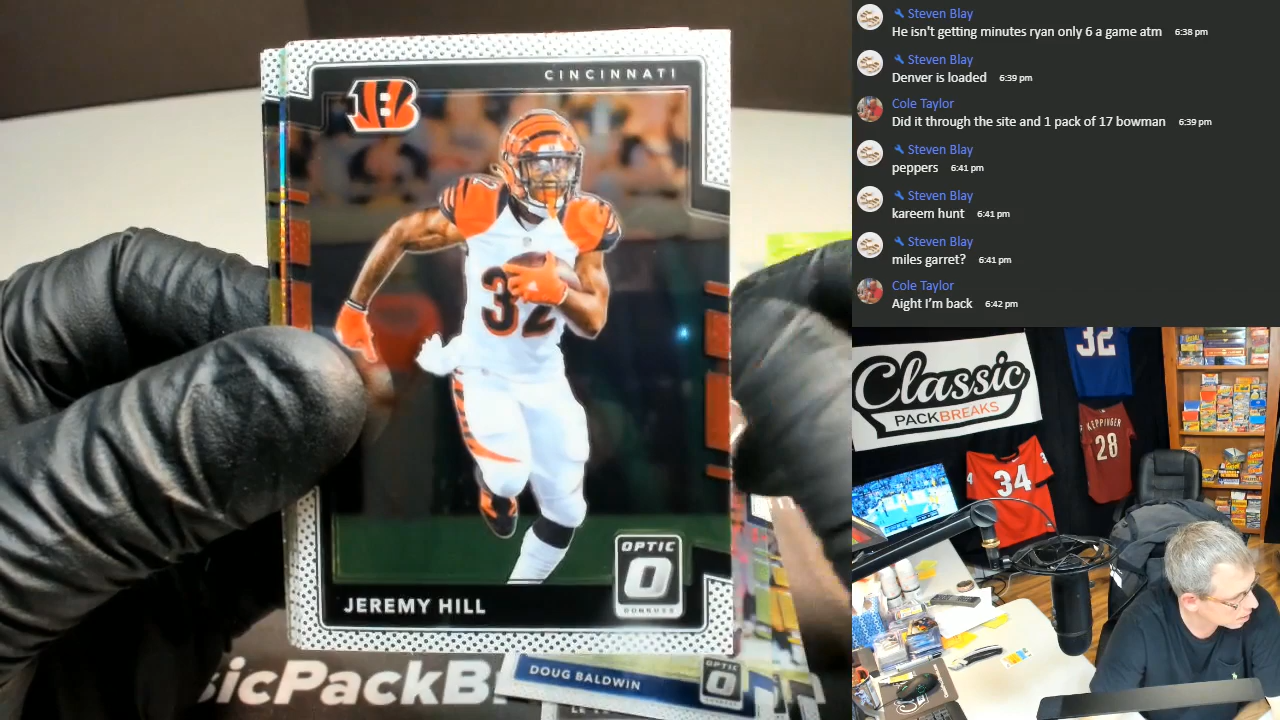 CINCINNATI
B
32
OPTIC
O
DONRUSS
JEREMY HILL
sicPackB
DOUG BALDWIN
OPTIC
O
Steven Blay
He isn't getting minutes ryan only 6 a game atm 6:38 pm
Steven Blay
Denver is loaded 6:39 pm
Cole Taylor
Did it through the site and 1 pack of 17 bowman 6:39 pm
Steven Blay
peppers 6:41 pm
Steven Blay
kareem hunt 6:41 pm
Steven Blay
miles garret? 6:41 pm
Cole Taylor
Aight I'm back 6:42 pm
Classic
PACKBREAKS
32
KEPPINGER
28
34